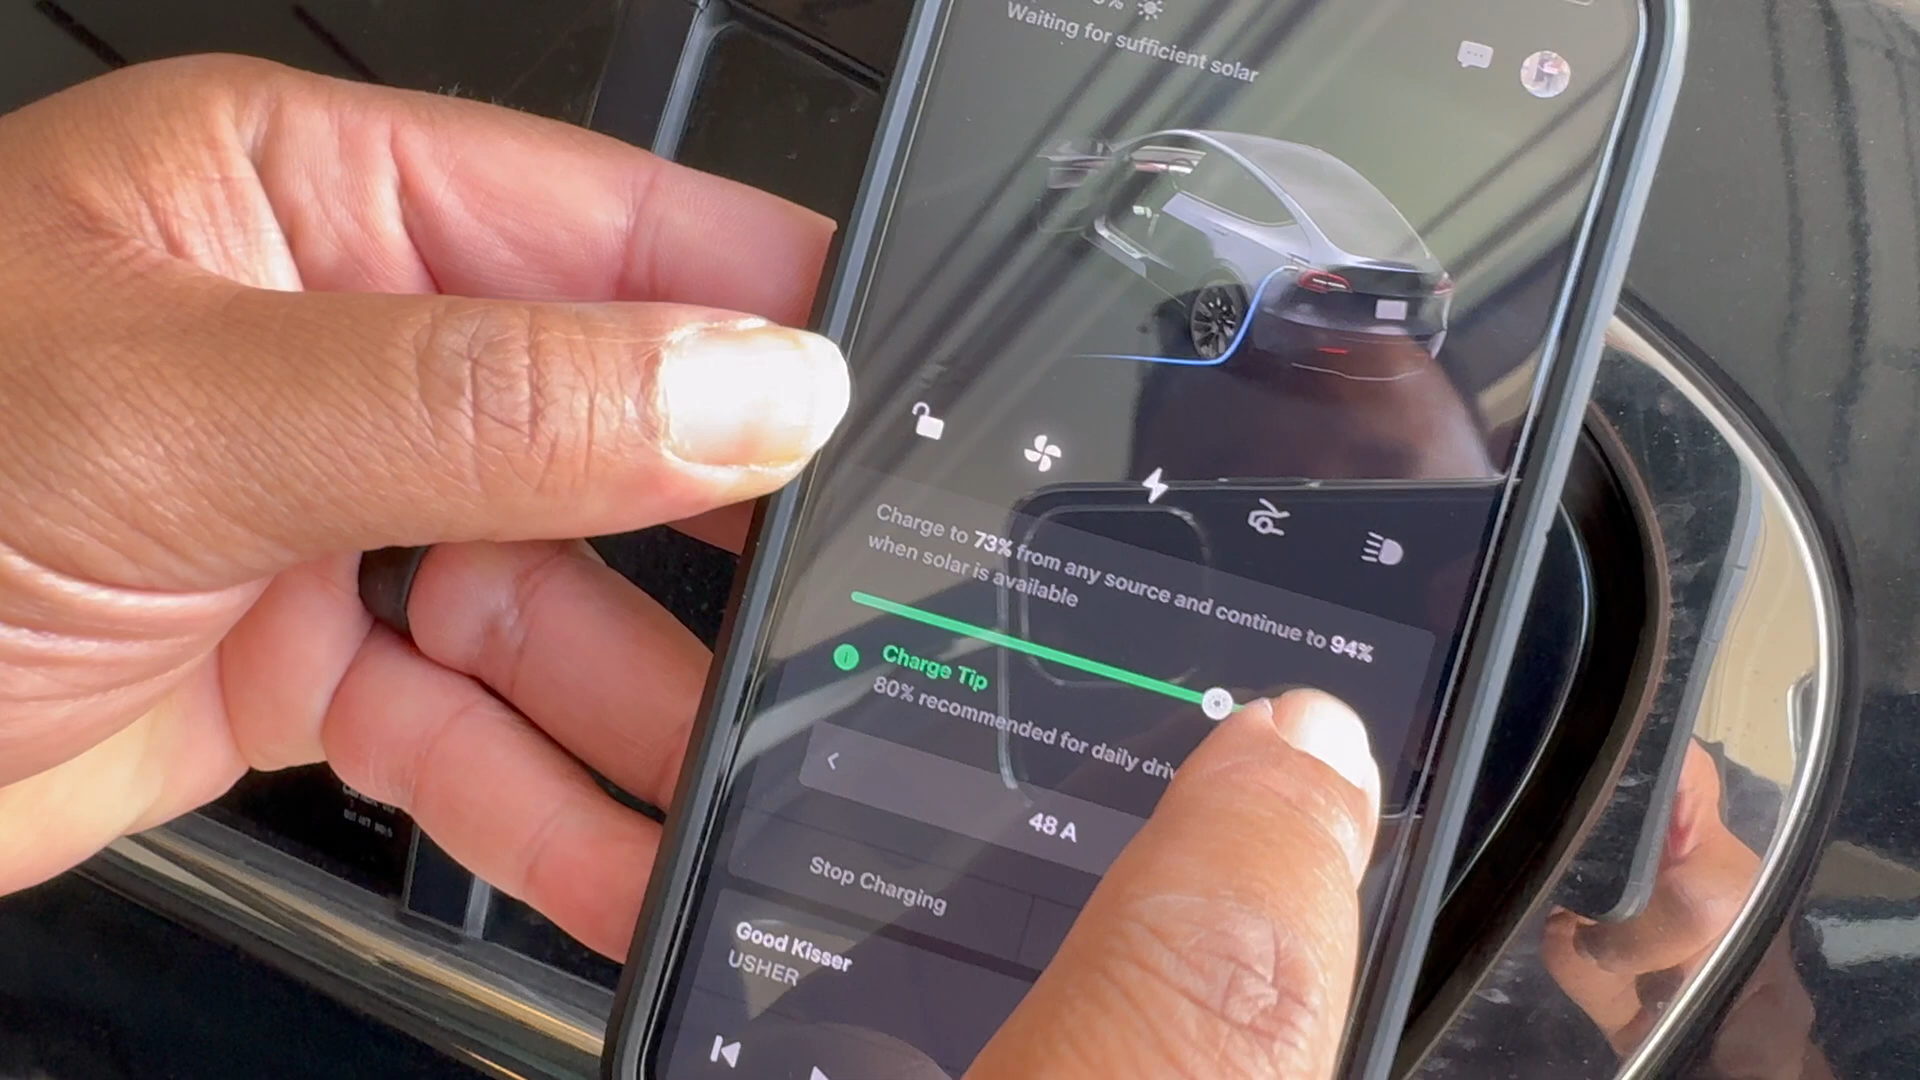 Waiting for sufficient solar
Charge to 73% from any source and continue to 94%
when solar is available
Charge Tip
80% recommended for daily
48 A
Stop Charging
Good Kisser
USHER